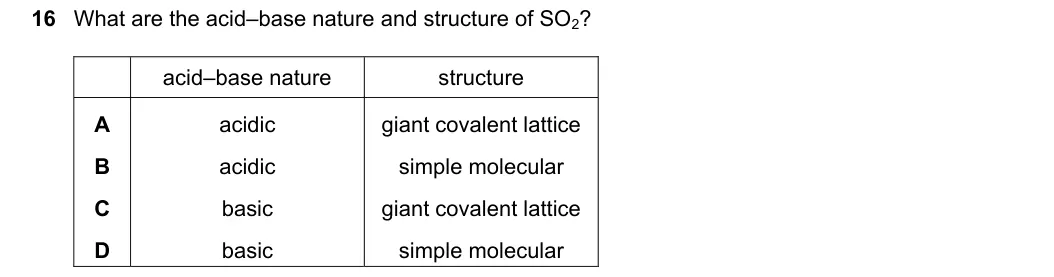 16 What are the acid–base nature and structure of SO₂?
acid–base nature structure
A acidic giant covalent lattice
B acidic simple molecular
C basic giant covalent lattice
D basic simple molecular